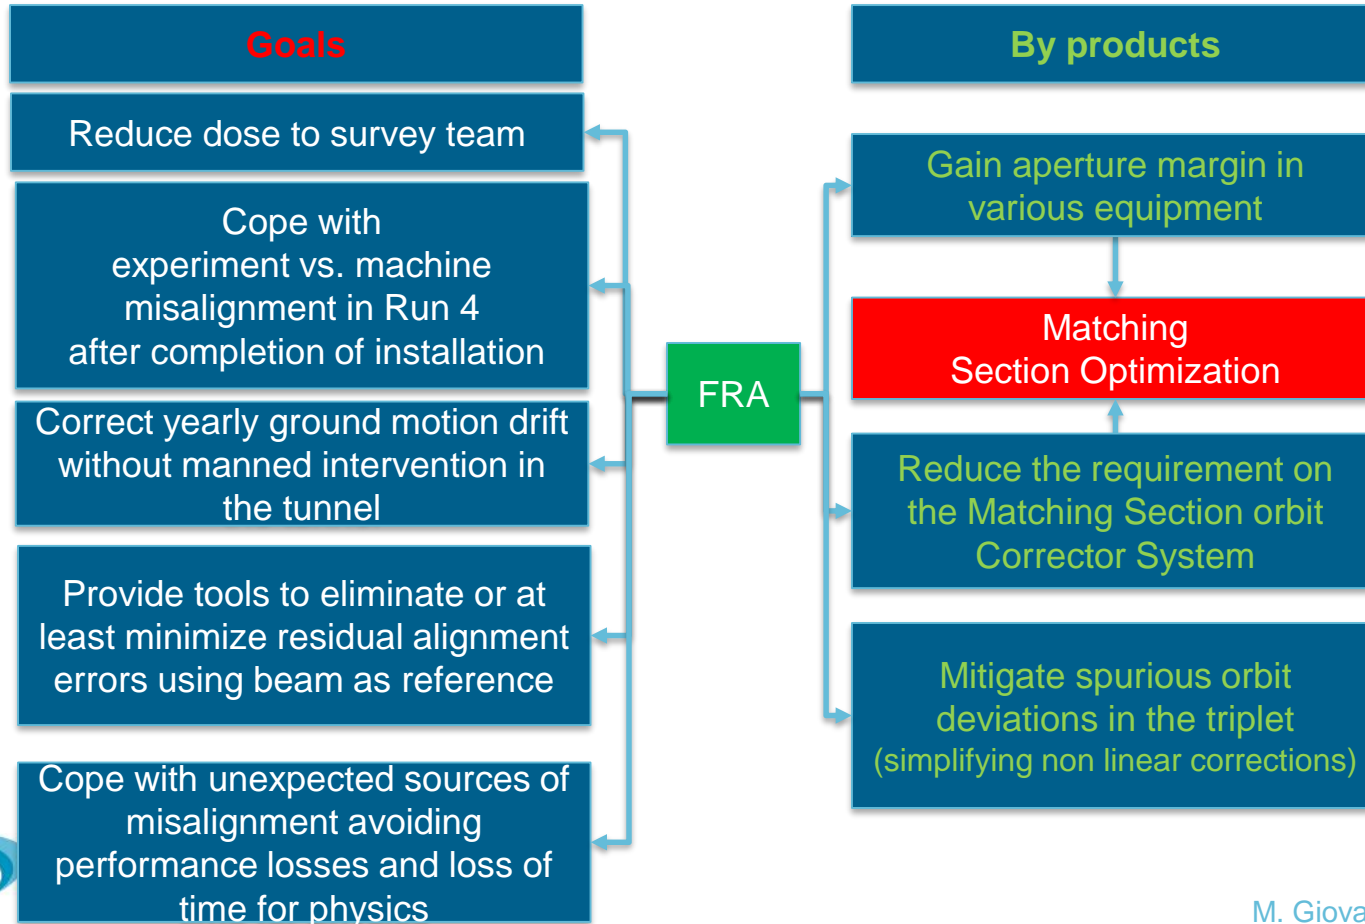 Goals
Reduce dose to survey team
Cope with
experiment vs. machine
misalignment in Run 4
after completion of installation
Correct yearly ground motion drift
without manned intervention in
the tunnel
Provide tools to eliminate or at
least minimize residual alignment
errors using beam as reference
Cope with unexpected sources of
misalignment avoiding
performance losses and loss of
time for physics
FRA
By products
Gain aperture margin in
various equipment
Matching
Section Optimization
Reduce the requirement on
the Matching Section orbit
Corrector System
Mitigate spurious orbit
deviations in the triplet
(simplifying non linear corrections)
M. Giova